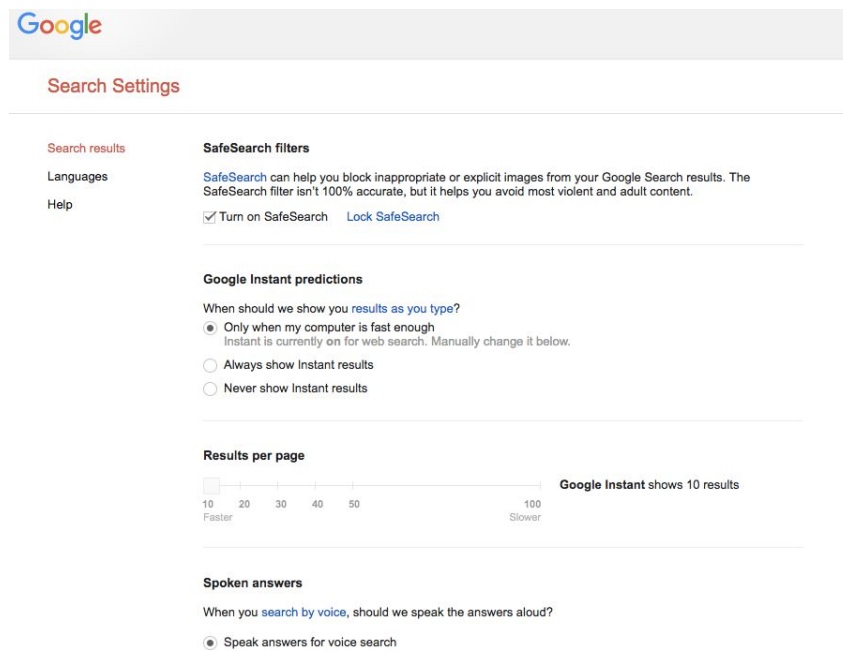 Google
Search Settings
Search results
Languages
Help
SafeSearch filters
SafeSearch can help you block inappropriate or explicit images from your Google Search results. The
SafeSearch filter isn't 100% accurate, but it helps you avoid most violent and adult content.
Turn on SafeSearch Lock SafeSearch
Google Instant predictions
When should we show you results as you type?
Only when my computer is fast enough
Instant is currently on for web search. Manually change it below.
Always show Instant results
Never show Instant results
Results per page
Google Instant shows 10 results
10 20 30 40 50 100
Faster Slower
Spoken answers
When you search by voice, should we speak the answers aloud?
Speak answers for voice search